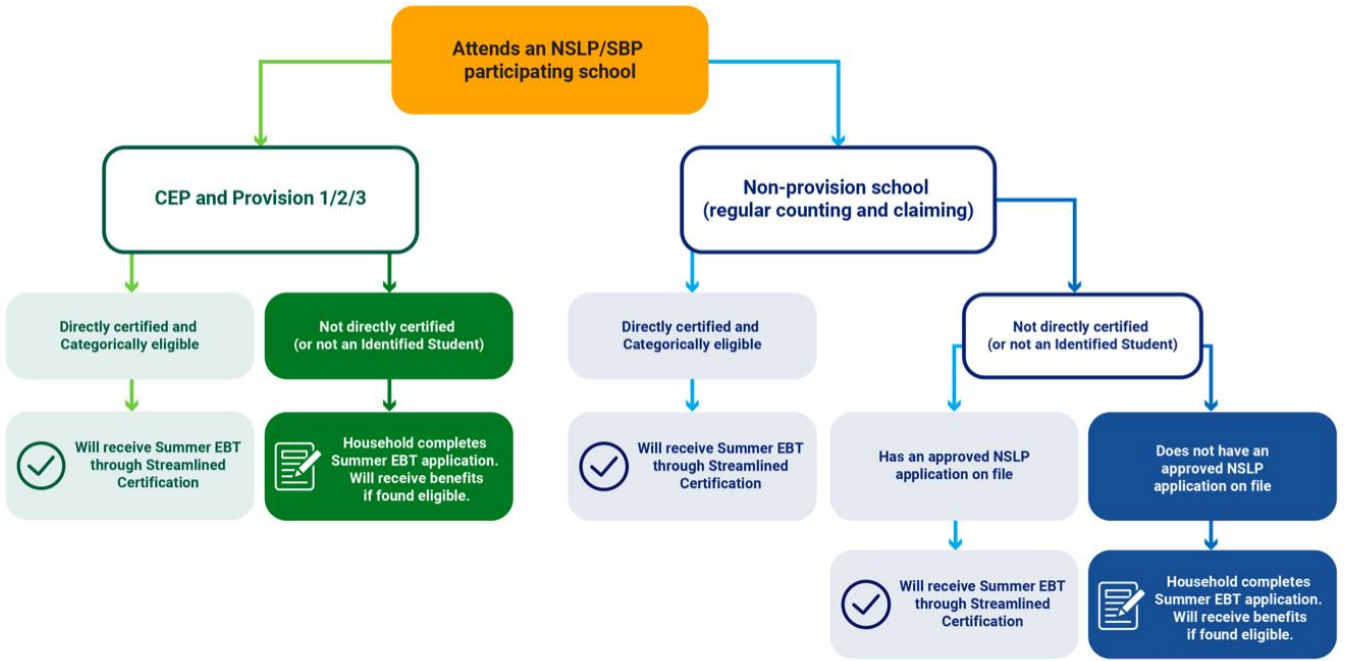 Attends an NSLP/SBP
participating school
CEP and Provision 1/2/3
Non-provision school
(regular counting and claiming)
Directly certified and
Categorically eligible
Not directly certified
(or not an Identified Student)
Directly certified and
Categorically eligible
Not directly certified
(or not an Identified Student)
Will receive Summer EBT
through Streamlined
Certification
Household completes
Summer EBT application.
Will receive benefits
if found eligible.
Will receive Summer EBT
through Streamlined
Certification
Has an approved NSLP
application on file
Does not have an
approved NSLP
application on file
Will receive Summer EBT
through Streamlined
Certification
Household completes
Summer EBT application.
Will receive benefits
if found eligible.